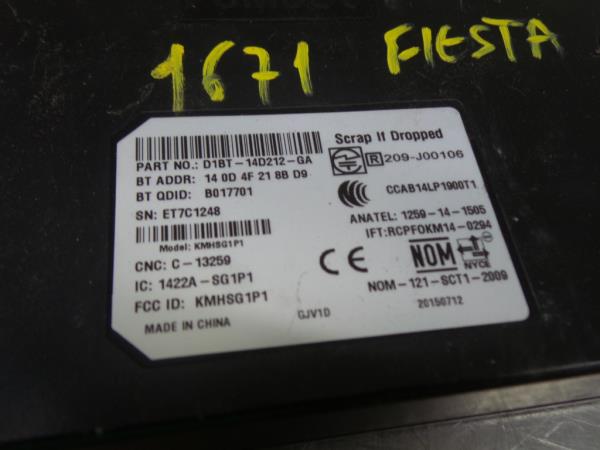 1671 FIESTA
Scrap If Dropped
PART NO.: D1BT-14D212-GA
R 209-J00106
BT ADDR: 14 0D 4F 21 8B D9
BT QDID: B017701
CCAB14LP1900T1
SN: ET7C1248
ANATEL: 1259-14-1505
IFT:RCPFOKM14-0294
Model: KMHSG1P1
CNC: C-13259
CE NOM NYCE
IC: 1422A-SG1P1
NOM-121-SCT1-2009
FCC ID: KMHSG1P1
20150712
GJV1D
MADE IN CHINA